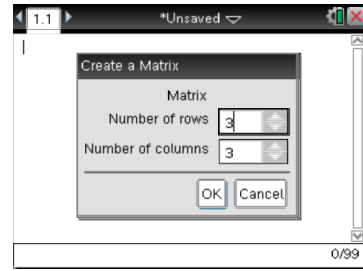 1.1 *Unsaved
Create a Matrix
Matrix
Number of rows 3
Number of columns 3
OK Cancel
0/99